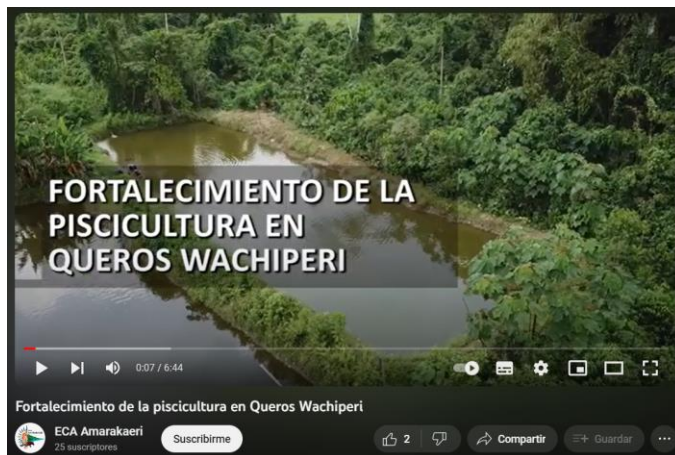 FORTALECIMIENTO DE LA
PISCICULTURA EN
QUEROS WACHIPERI
0:07 / 6:44
Fortalecimiento de la piscicultura en Queros Wachiperi
ECA Amarakaeri
25 suscriptores
Suscribirme
2
Compartir
Guardar